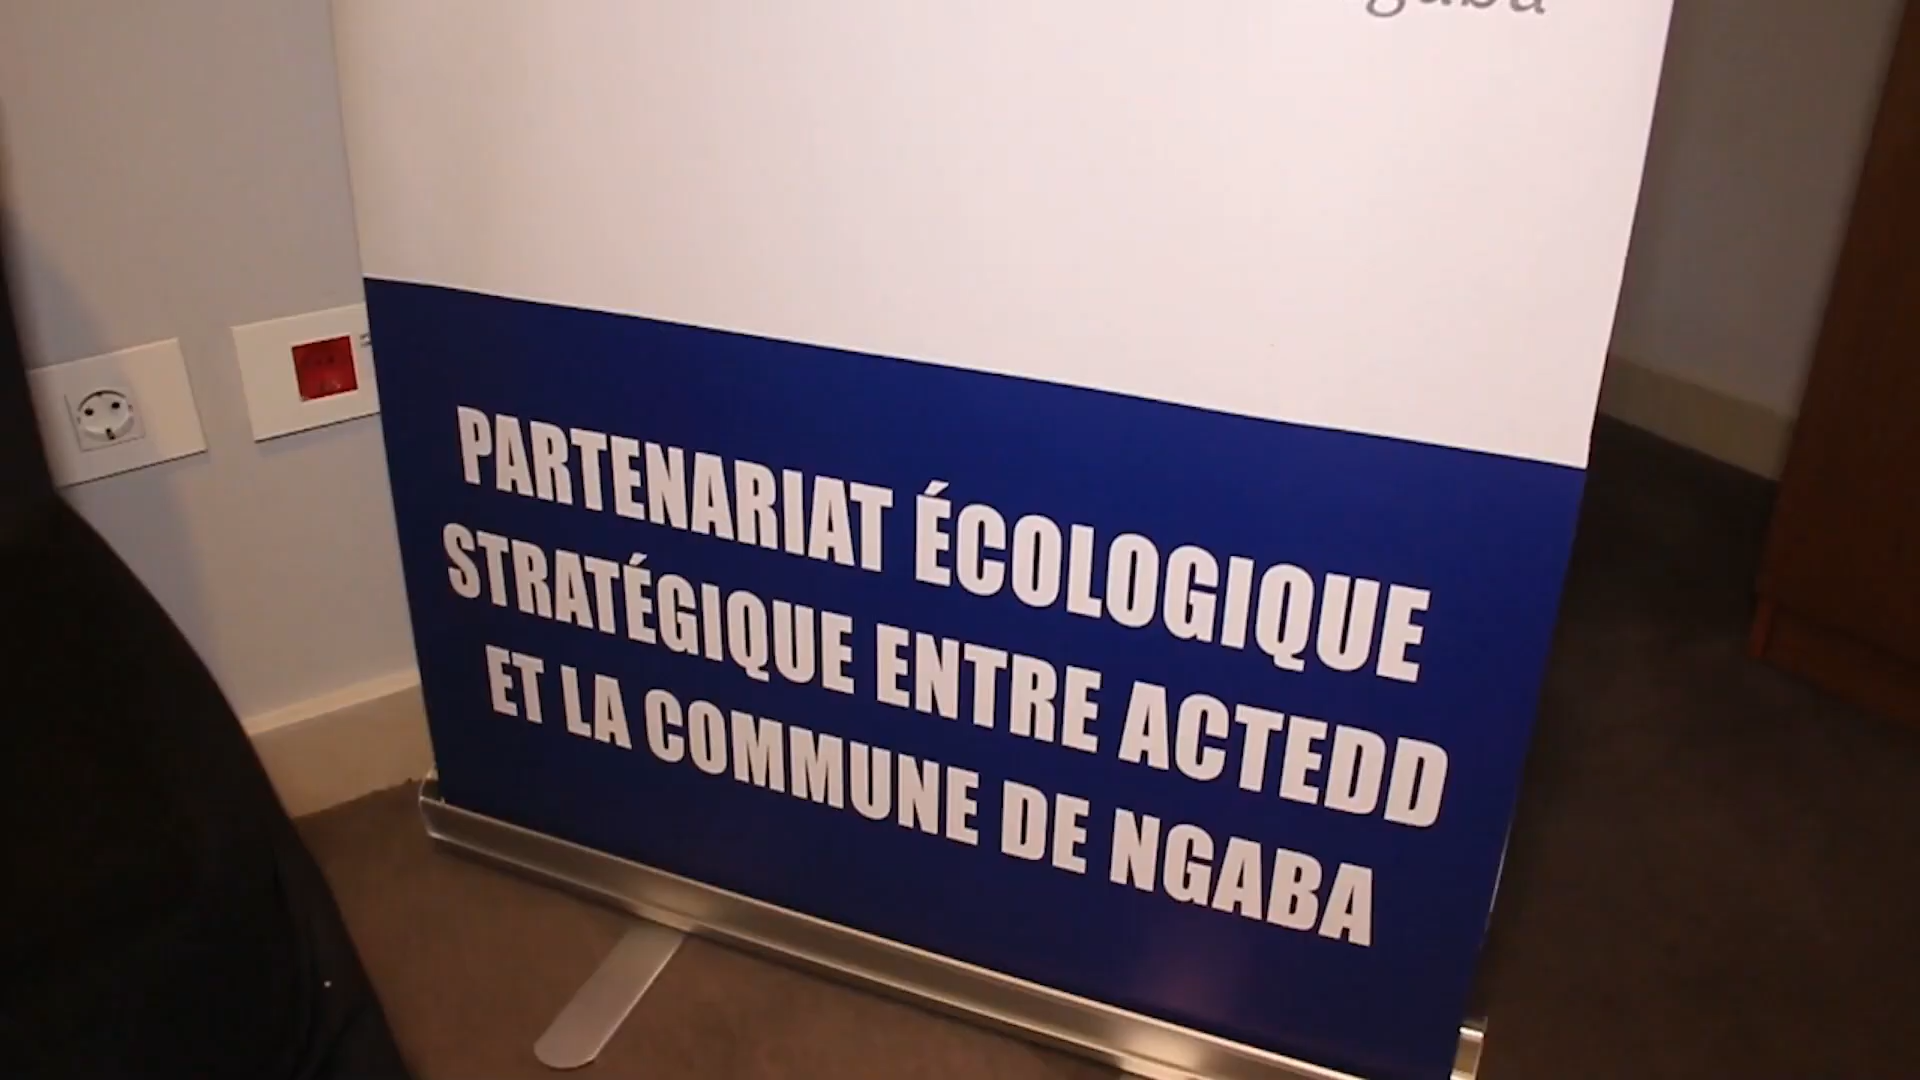 PARTENARIAT ÉCOLOGIQUE
STRATÉGIQUE ENTRE ACTEDD
ET LA COMMUNE DE NGABA